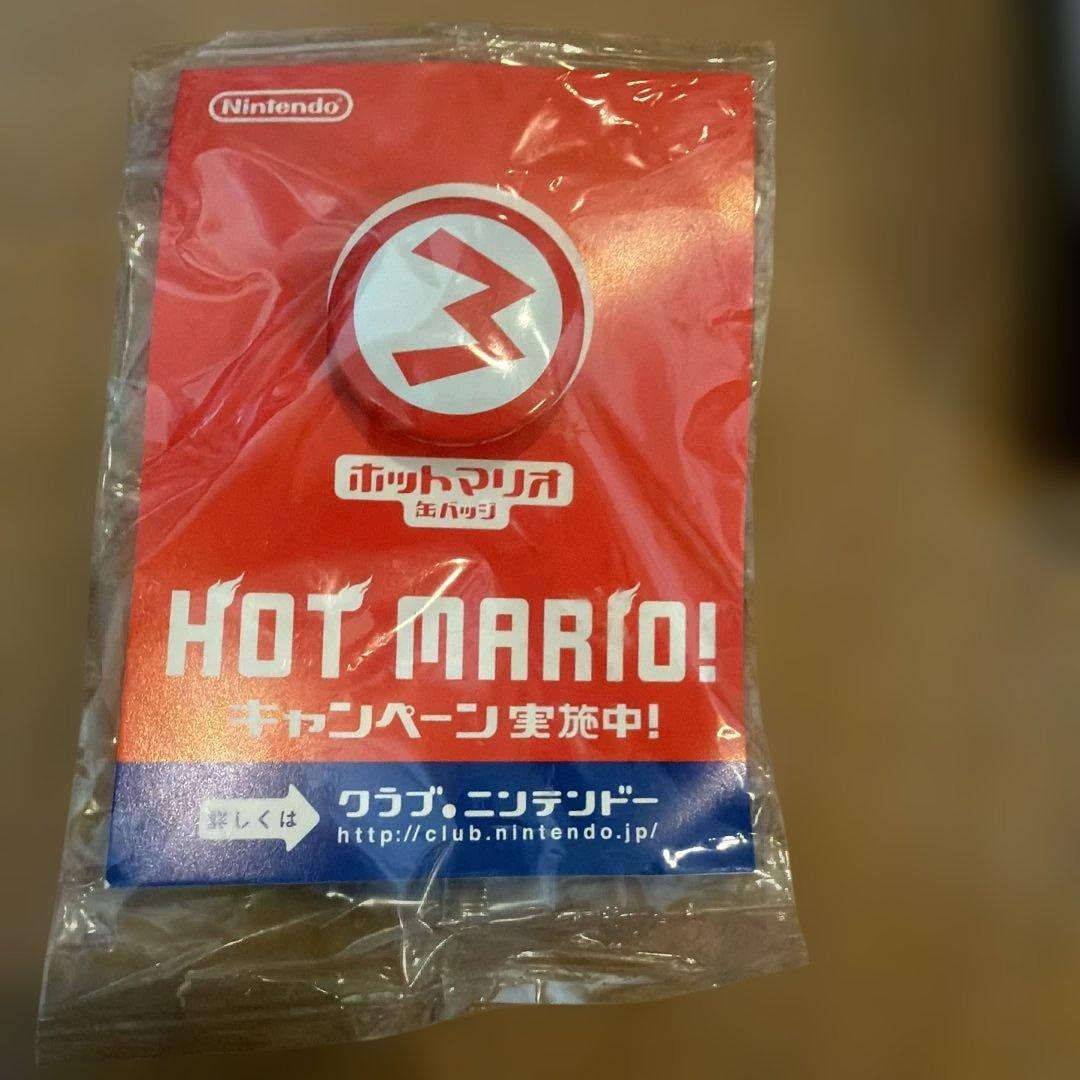 Nintendo®
ホットマリオ
缶バッジ
HOT MARIO!
キャンペーン実施中!
詳しくは
クラブ・ニンテンドー
http://club.nintendo.jp/